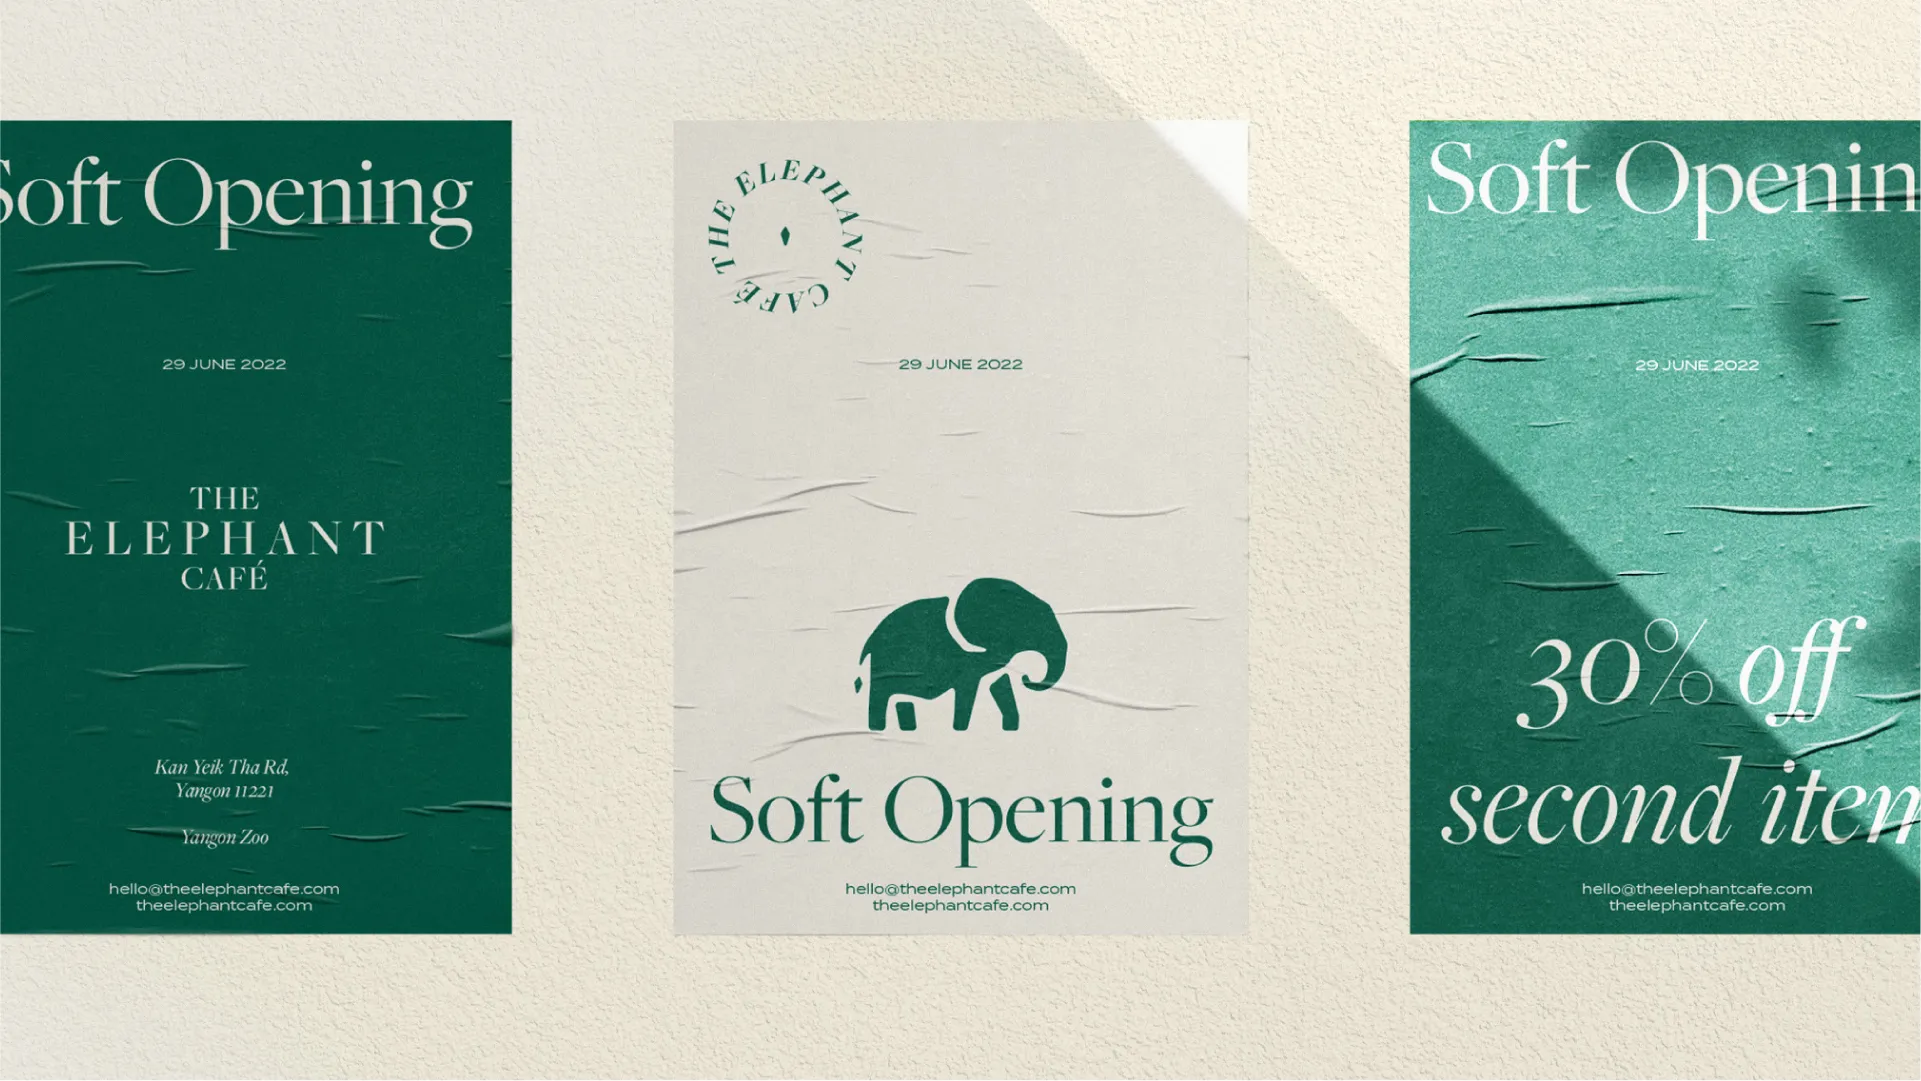 Soft Opening
29 JUNE 2022
THE
ELEPHANT
CAFÉ
Kan Yeik Tha Rd,
Yangon 11221
Yangon Zoo
hello@theelephantcafe.com
theelephantcafe.com
THE ELEPHANT CAFÉ
29 JUNE 2022
Soft Opening
hello@theelephantcafe.com
theelephantcafe.com
Soft Openin
29 JUNE 2022
30% off
second item
hello@theelephantcafe.com
theelephantcafe.com